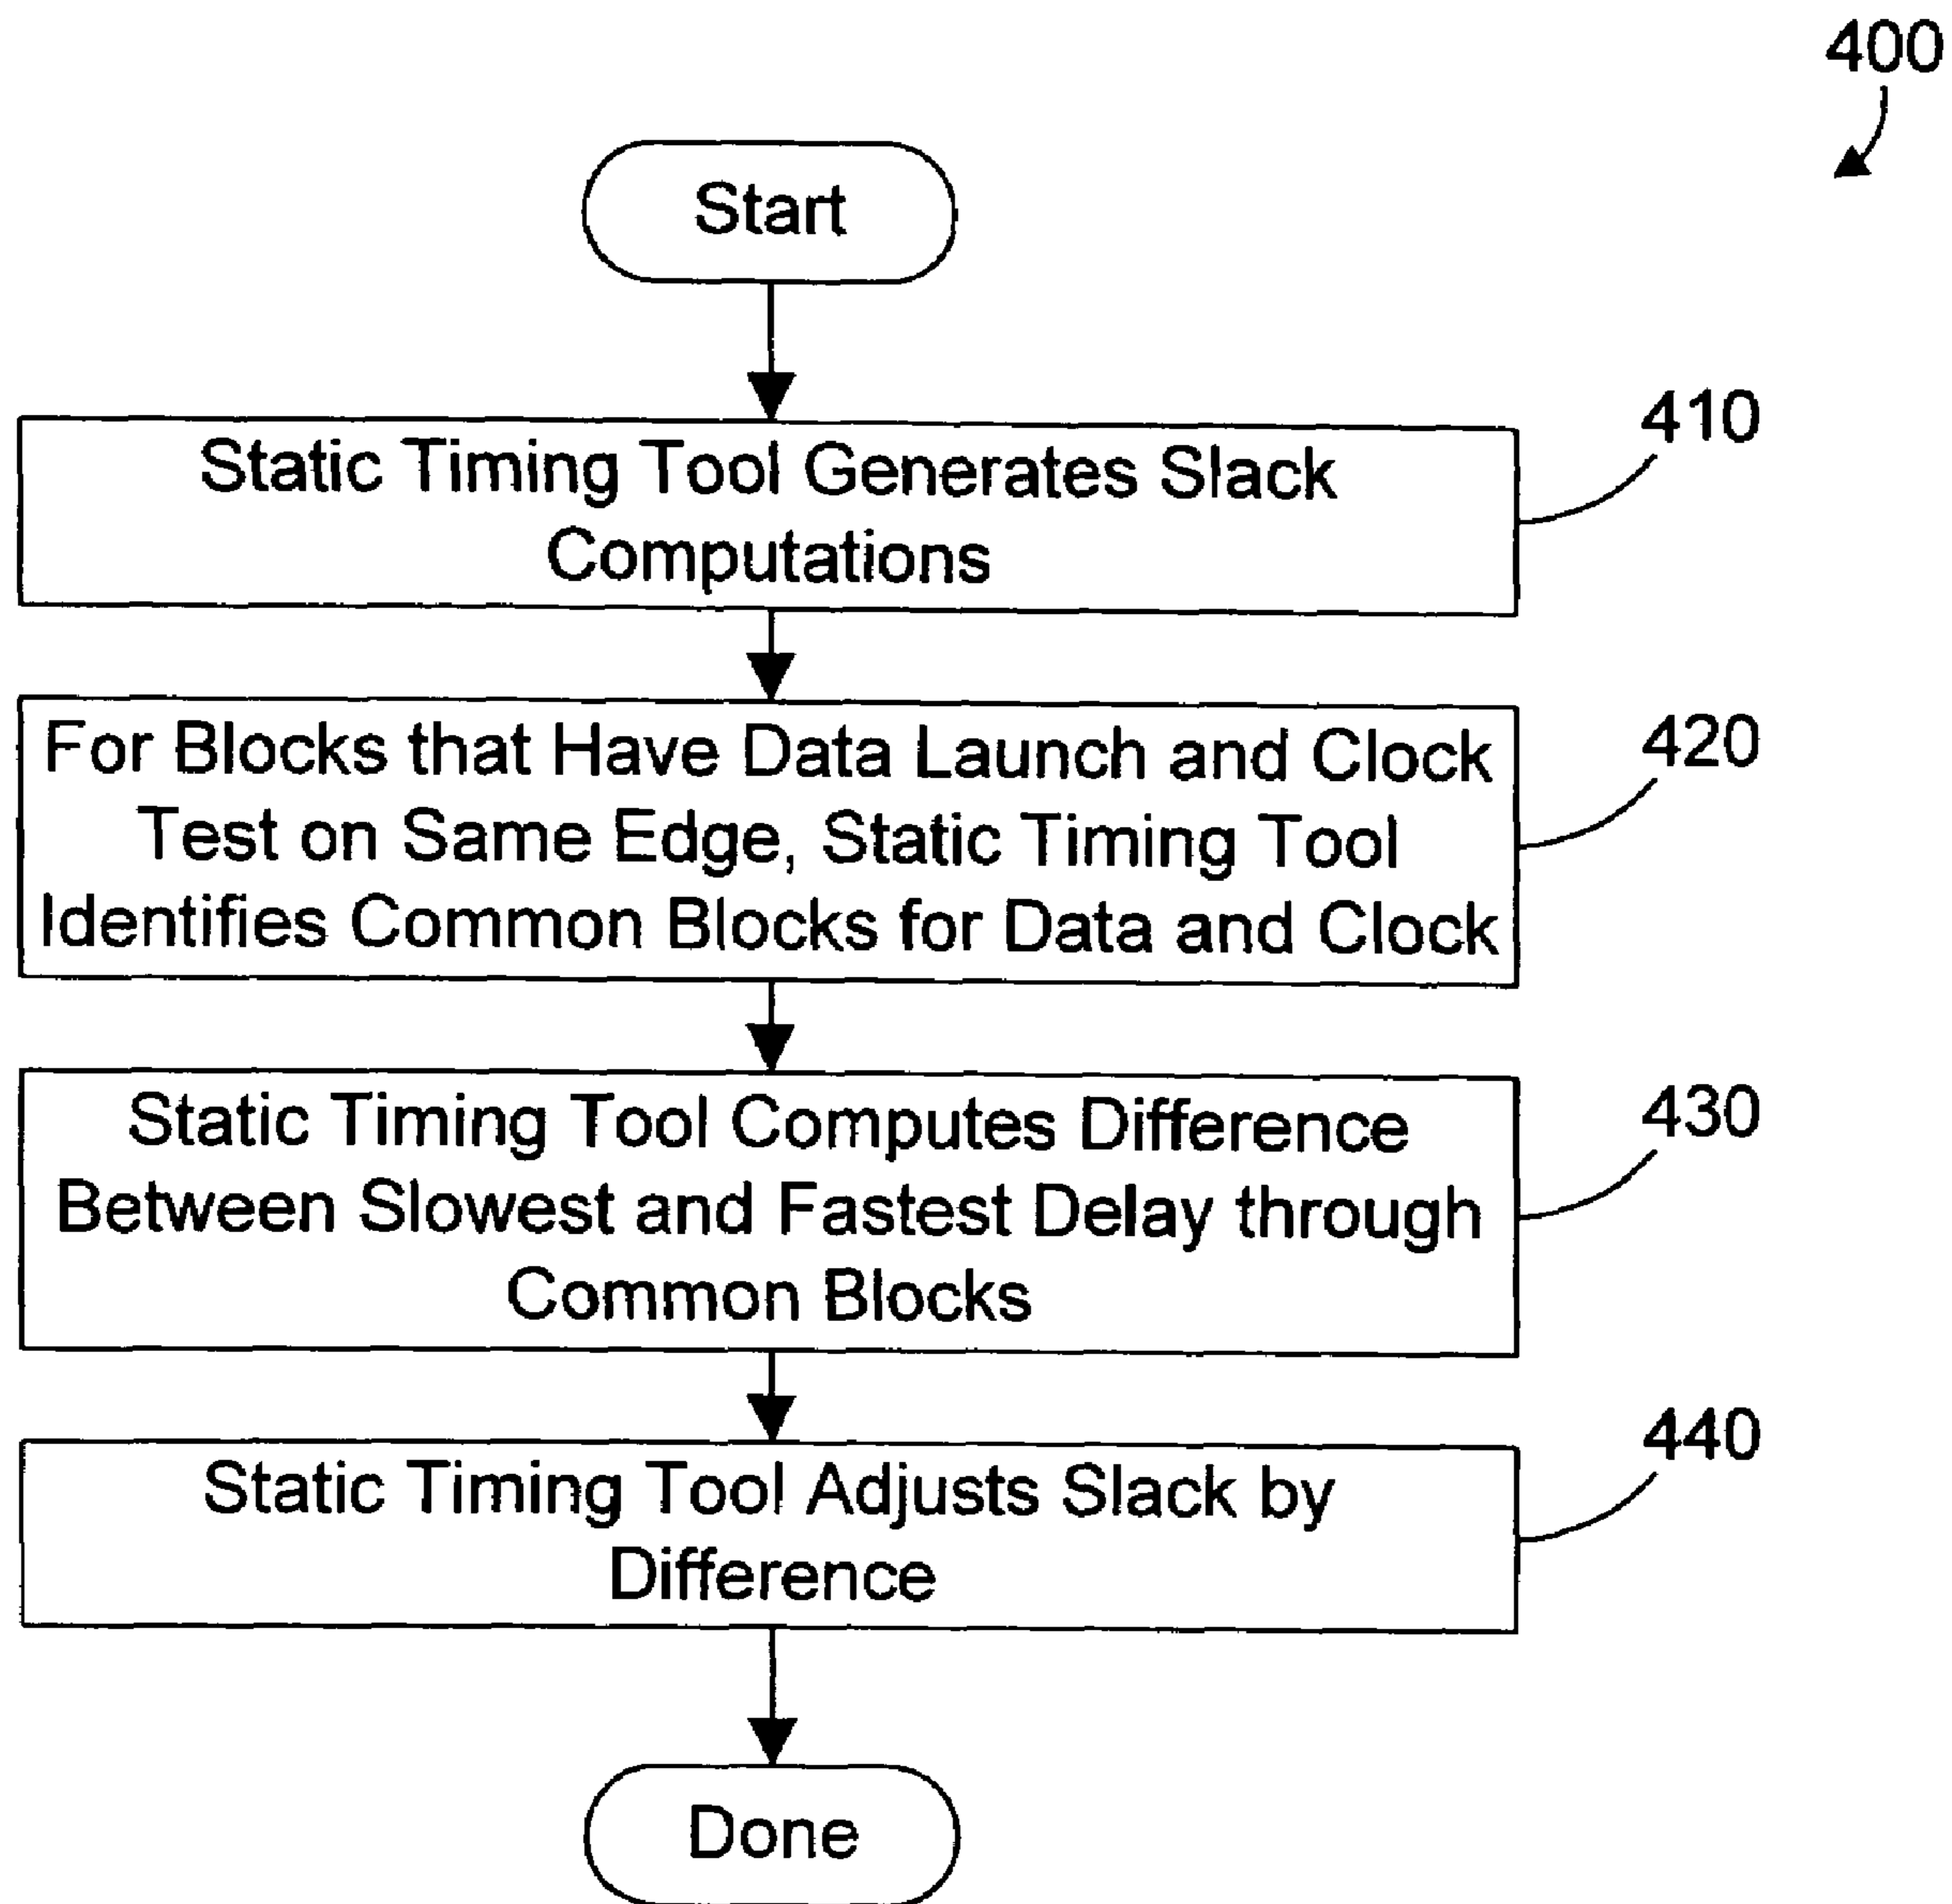 400
Start
Static Timing Tool Generates Slack
Computations
410
For Blocks that Have Data Launch and Clock
Test on Same Edge, Static Timing Tool
Identifies Common Blocks for Data and Clock
420
Static Timing Tool Computes Difference
Between Slowest and Fastest Delay through
Common Blocks
430
Static Timing Tool Adjusts Slack by
Difference
440
Done